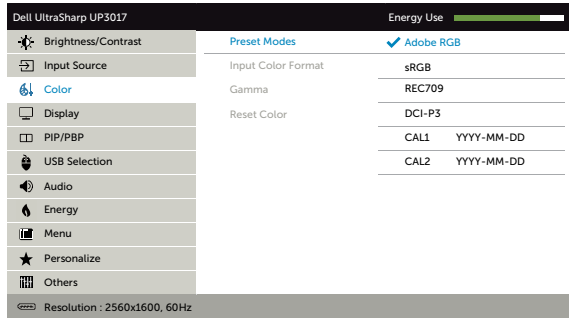 Dell UltraSharp UP3017
Energy Use
Brightness/Contrast
Input Source
Color
Display
PIP/PBP
USB Selection
Audio
Energy
Menu
Personalize
Others
Preset Modes
Input Color Format
Gamma
Reset Color
Adobe RGB
sRGB
REC709
DCI-P3
CAL1 YYYY-MM-DD
CAL2 YYYY-MM-DD
Resolution : 2560x1600, 60Hz